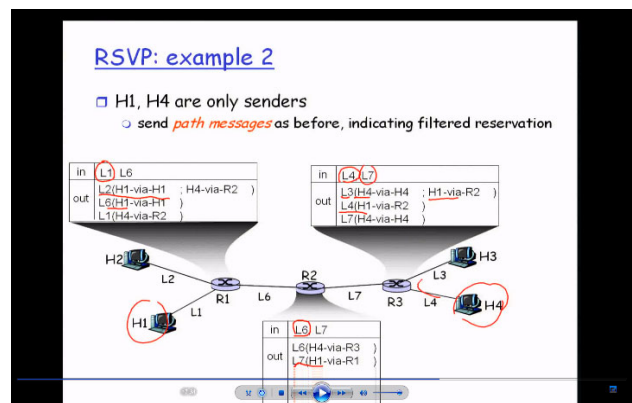 RSVP: example 2
H1, H4 are only senders
send path messages as before, indicating filtered reservation
in L1 L6
out L2(H1-via-H1 ; H4-via-R2 )
L6(H1-via-H1 )
L1(H4-via-R2 )
in L4 L7
out L3(H4-via-H4 ; H1-via-R2 )
L4(H1-via-R2 )
L7(H4-via-H4 )
H2
L2
H1
L1
R1
L6
R2
L7
R3
L3
H3
L4
H4
in L6 L7
out L6(H4-via-R3 )
L7(H1-via-R1 )